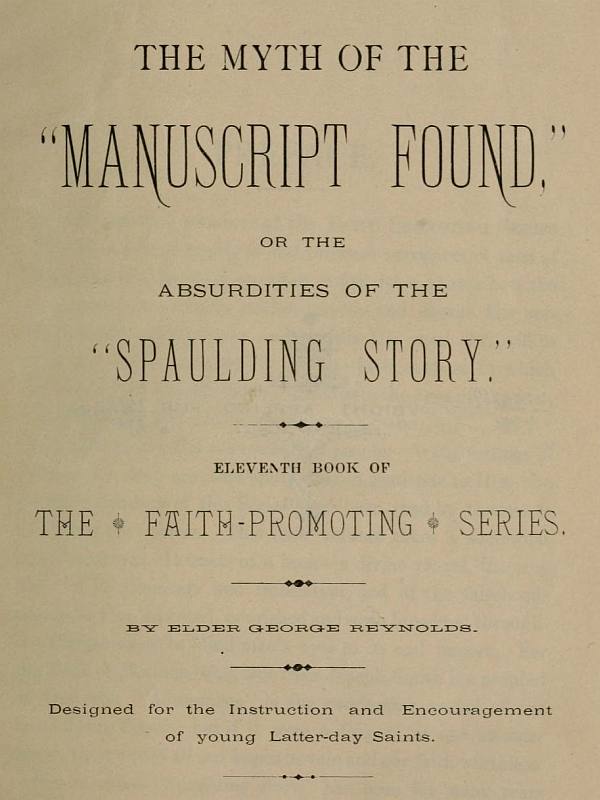 THE MYTH OF THE
"MANUSCRIPT FOUND,"
OR THE
ABSURDITIES OF THE
"SPAULDING STORY."
ELEVENTH BOOK OF
THE FAITH-PROMOTING SERIES.
BY ELDER GEORGE REYNOLDS.
Designed for the Instruction and Encouragement
of young Latter-day Saints.